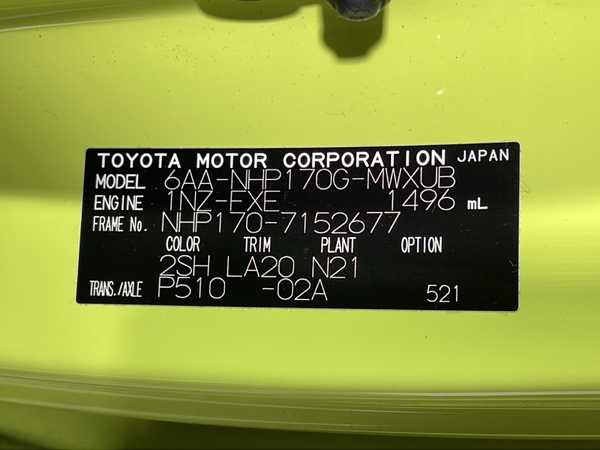 TOYOTA MOTOR CORPORATION JAPAN
MODEL 6AA-NHP170G-MWXUB
ENGINE 1NZ-FXE 1496 mL
FRAME No. NHP170-7152677
COLOR TRIM PLANT OPTION
2SH LA20 N21
TRANS./AXLE P510 -02A 521